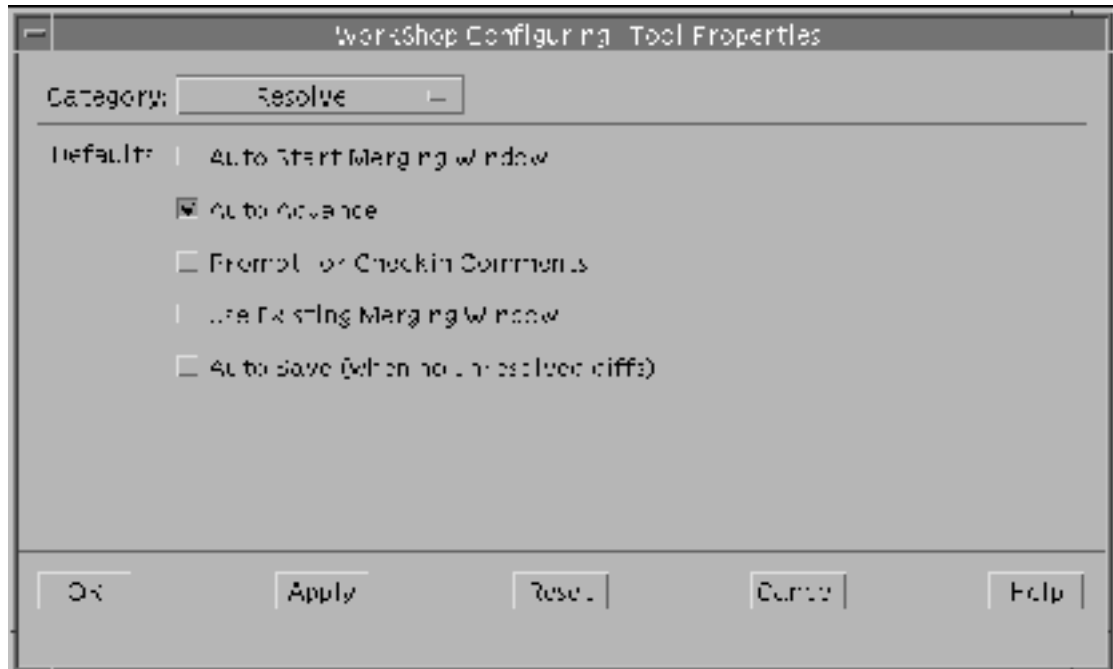 WorkShop Configuring Tool Properties
Category: Resolve
Defaults Auto Start Merging Window
Auto Advance
Prompt for Checkin Comments
Use Existing Merging Window
Auto Save (when no unresolved diffs)
OK Apply Reset Cancel Help